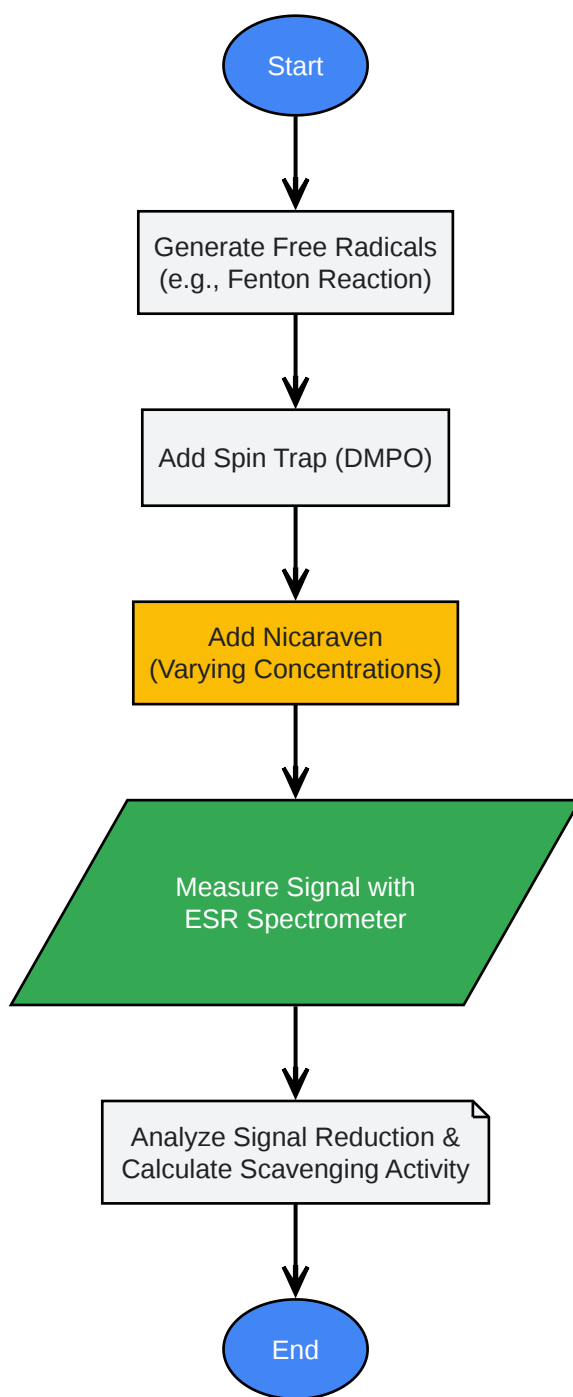 Start
Generate Free Radicals
(e.g., Fenton Reaction)
Add Spin Trap (DMPO)
Add Nicaraven
(Varying Concentrations)
Measure Signal with
ESR Spectrometer
Analyze Signal Reduction &
Calculate Scavenging Activity
End